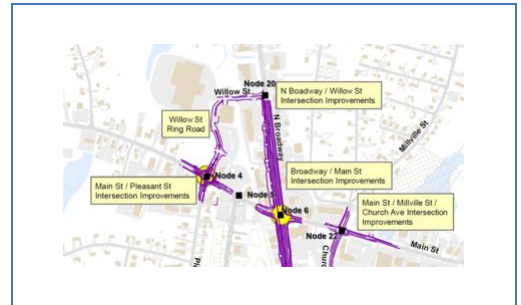 Node 20
Willow St
N Boadway / Willow St
Intersection Improvements
Willow St
Ring Road
N Broadway
Millville St
Broadway / Main St
Intersection Improvements
Node 4
Main St / Pleasant St
Intersection Improvements
Node 5
Main St / Millville St /
Church Ave Intersection
Improvements
Node 6
Node 22
Main St